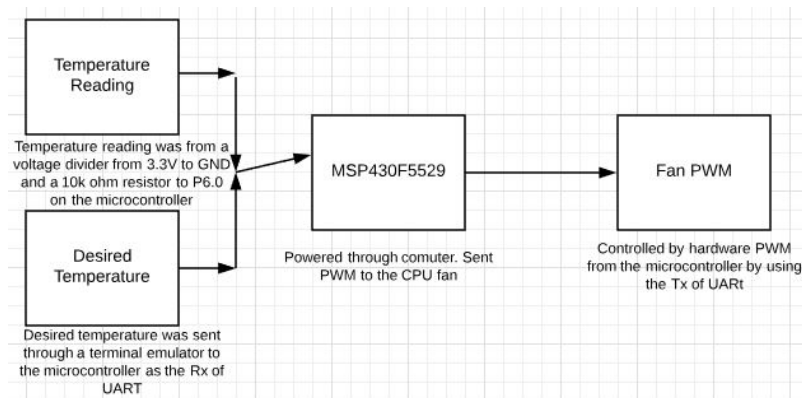 Temperature
Reading
Temperature reading was from a
voltage divider from 3.3V to GND
and a 10k ohm resistor to P6.0
on the microcontroller
Desired
Temperature
Desired temperature was sent
through a terminal emulator to
the microcontroller as the Rx of
UART
MSP430F5529
Powered through comuter. Sent
PWM to the CPU fan
Fan PWM
Controlled by hardware PWM
from the microcontroller by using
the Tx of UARt